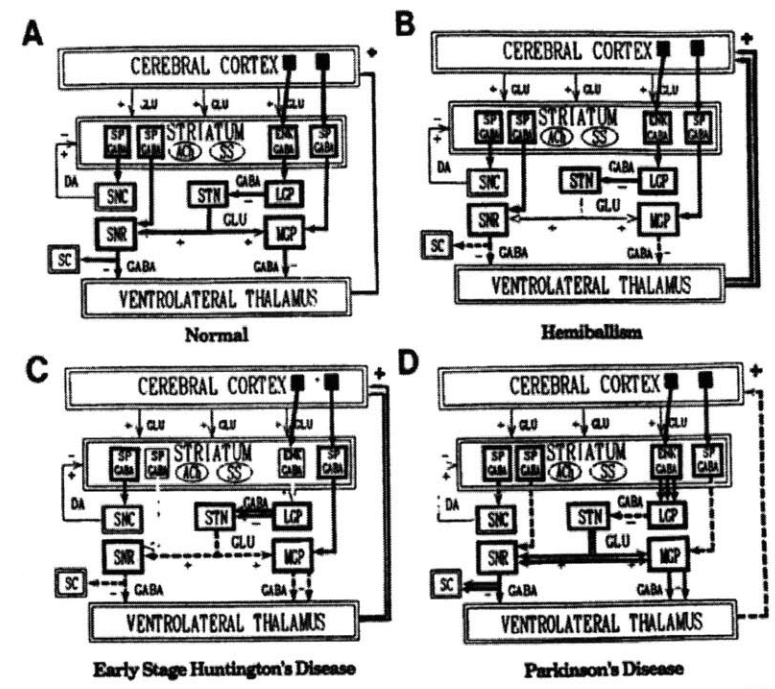 A
+
CEREBRAL CORTEX
+ GLU + GLU + GLU
STRIATUM
SP GABA SP GABA ACh SS ENK GABA SP GABA
-
+
DA
SNC STN GABA - LGP
SNR GLU MGP
+ +
SC
- GABA GABA -
VENTROLATERAL THALAMUS
Normal
B
+
CEREBRAL CORTEX
+ GLU + GLU + GLU
STRIATUM
SP GABA SP GABA ACh SS ENK GABA SP GABA
-
+
DA
SNC STN GABA - LGP
SNR GLU MGP
+ +
SC
- GABA GABA -
VENTROLATERAL THALAMUS
Hemiballism
C
+
CEREBRAL CORTEX
+ GLU + GLU + GLU
STRIATUM
SP GABA SP GABA ACh SS ENK GABA SP GABA
-
+
DA
SNC STN GABA - LGP
SNR GLU MGP
+ +
SC
- GABA GABA -
VENTROLATERAL THALAMUS
Early Stage Huntington's Disease
D
+
CEREBRAL CORTEX
+ GLU + GLU + GLU
STRIATUM
SP GABA SP GABA ACh SS ENK GABA SP GABA
-
+
DA
SNC STN GABA - LGP
SNR GLU MGP
+ +
SC
- GABA GABA -
VENTROLATERAL THALAMUS
Parkinson's Disease